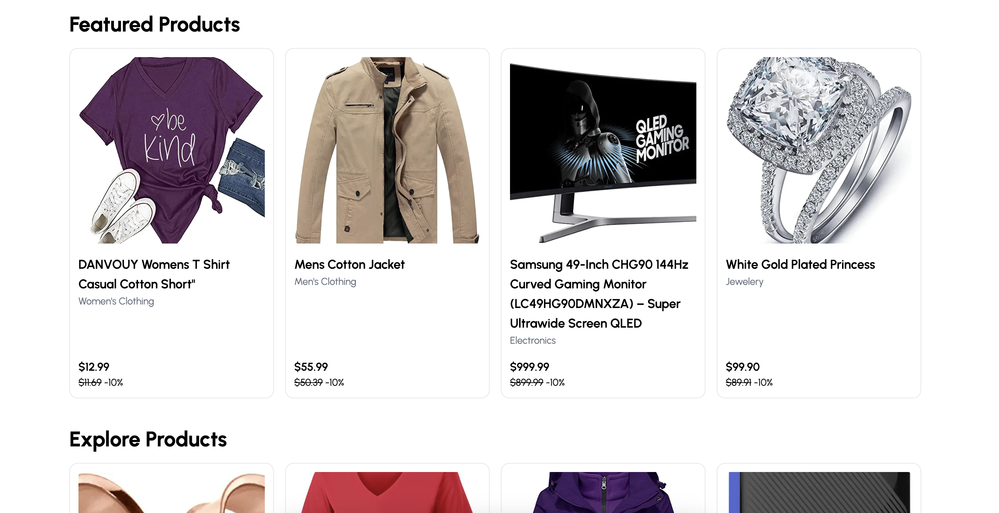 Featured Products
be
kind
QLED
GAMING
MONITOR
DANVOUY Womens T Shirt
Casual Cotton Short"
Women's Clothing
$12.99
$11.69 -10%
Mens Cotton Jacket
Men's Clothing
$55.99
$50.39 -10%
Samsung 49-Inch CHG90 144Hz
Curved Gaming Monitor
(LC49HG90DMNXZA) – Super
Ultrawide Screen QLED
Electronics
$999.99
$899.99 -10%
White Gold Plated Princess
Jewelery
$99.90
$89.91 -10%
Explore Products